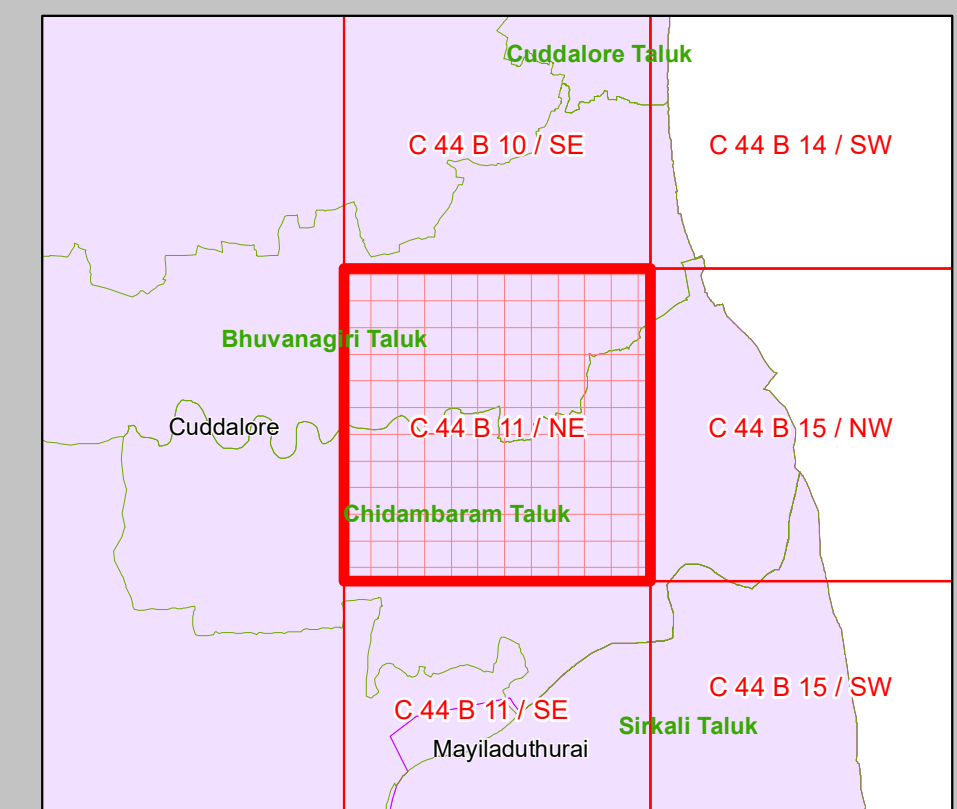 Cuddalore Taluk
C 44 B 10 / SE
C 44 B 14 / SW
Bhuvanagiri Taluk
Cuddalore
C 44 B 11 / NE
C 44 B 15 / NW
Chidambaram Taluk
C 44 B 15 / SW
C 44 B 11 / SE
Sirkali Taluk
Mayiladuthurai